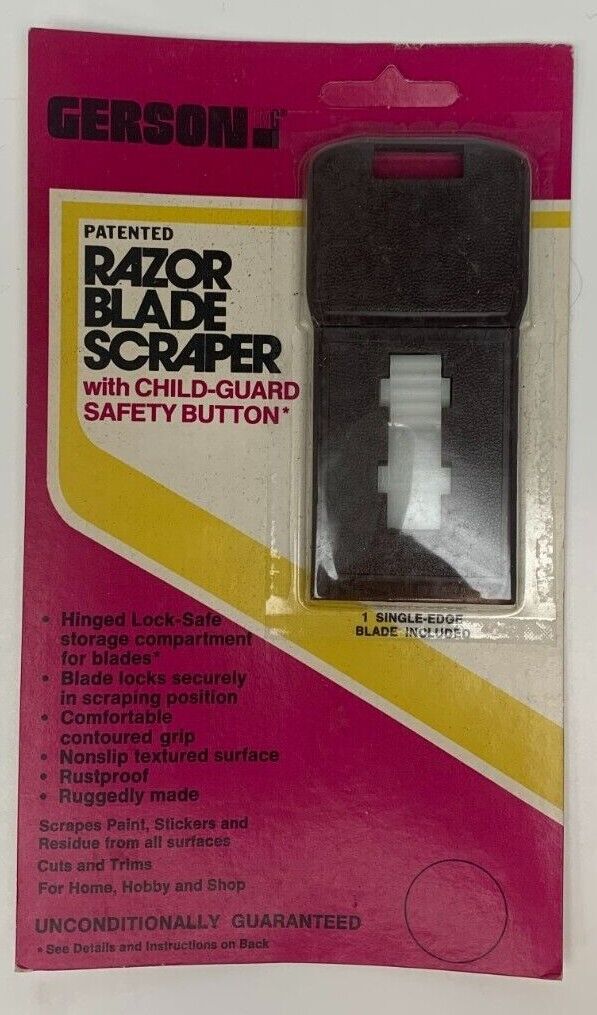 GERSON
PATENTED
RAZOR
BLADE
SCRAPER
with CHILD-GUARD
SAFETY BUTTON*
1 SINGLE-EDGE
BLADE INCLUDED
• Hinged Lock-Safe
storage compartment
for blades*
• Blade locks securely
in scraping position
• Comfortable
contoured grip
• Nonslip textured surface
• Rustproof
• Ruggedly made
Scrapes Paint, Stickers and
Residue from all surfaces
Cuts and Trims
For Home, Hobby and Shop
UNCONDITIONALLY GUARANTEED
* See Details and Instructions on Back